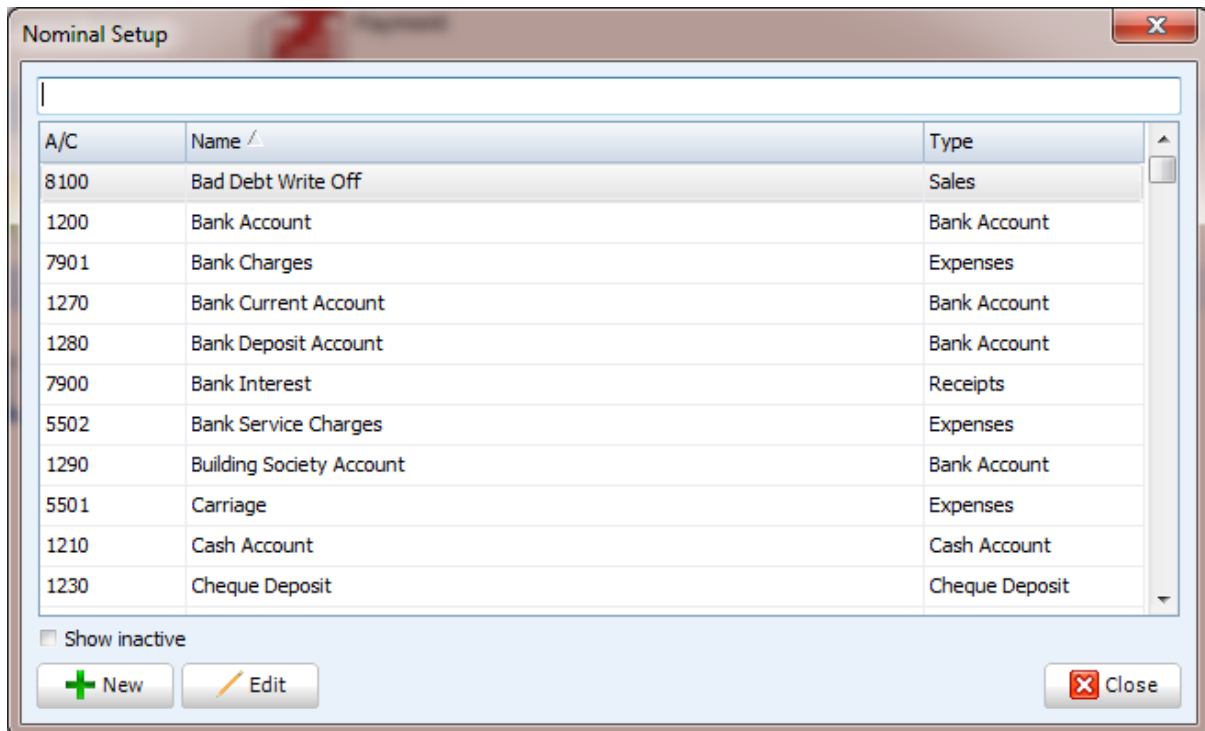 Nominal Setup
Payment
A/C Name Type
8100 Bad Debt Write Off Sales
1200 Bank Account Bank Account
7901 Bank Charges Expenses
1270 Bank Current Account Bank Account
1280 Bank Deposit Account Bank Account
7900 Bank Interest Receipts
5502 Bank Service Charges Expenses
1290 Building Society Account Bank Account
5501 Carriage Expenses
1210 Cash Account Cash Account
1230 Cheque Deposit Cheque Deposit
Show inactive
New Edit Close